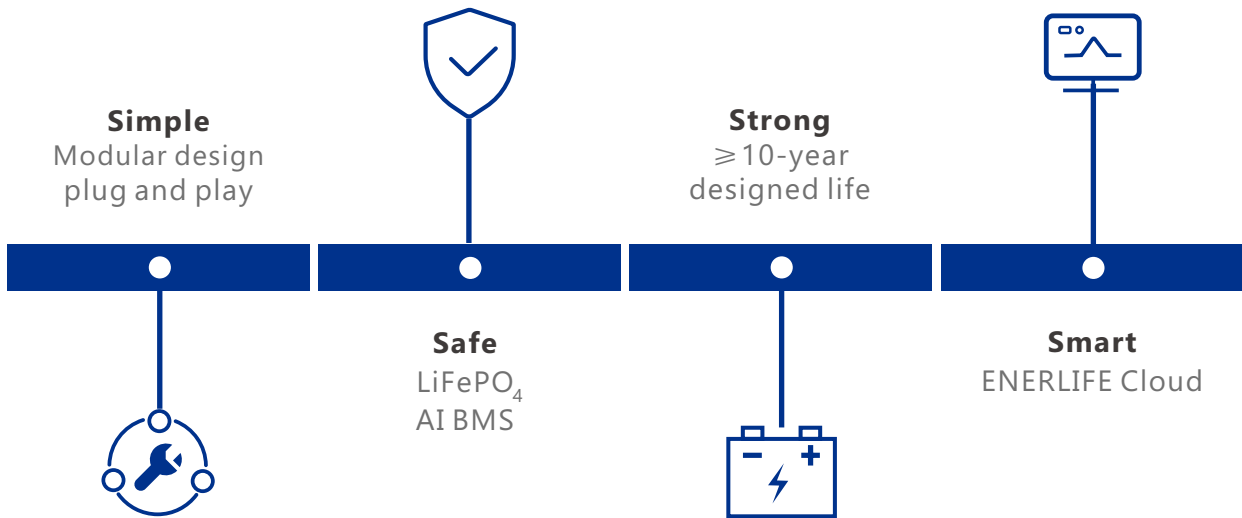 Simple
Modular design
plug and play
Safe
LiFePO₄
AI BMS
Strong
⩾10-year
designed life
Smart
ENERLIFE Cloud